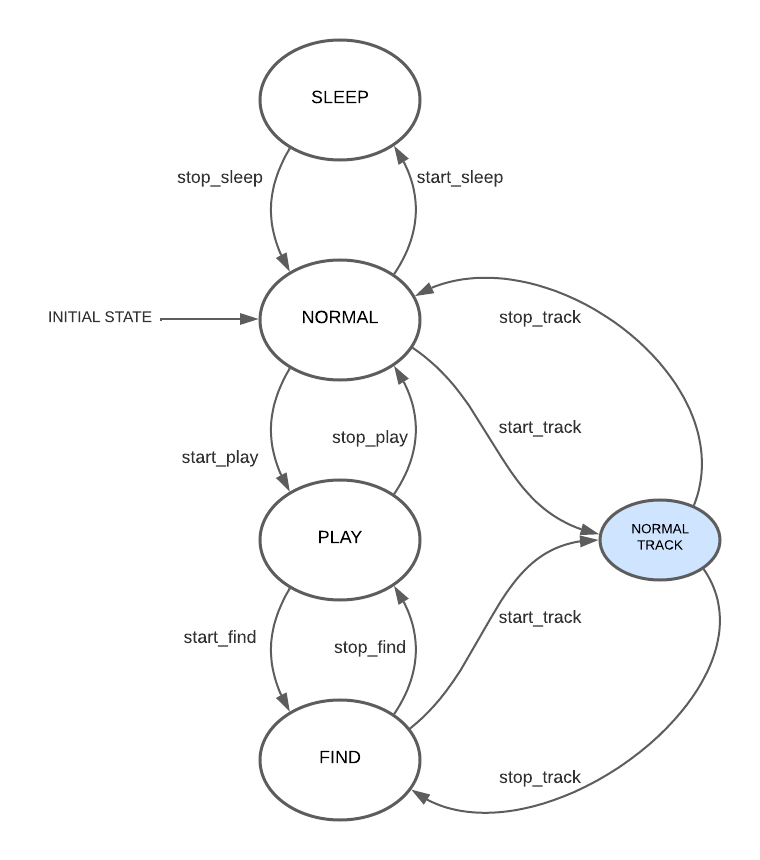 SLEEP
stop_sleep
start_sleep
INITIAL STATE
NORMAL
stop_track
start_track
start_play
stop_play
PLAY
NORMAL
TRACK
start_find
stop_find
start_track
FIND
stop_track